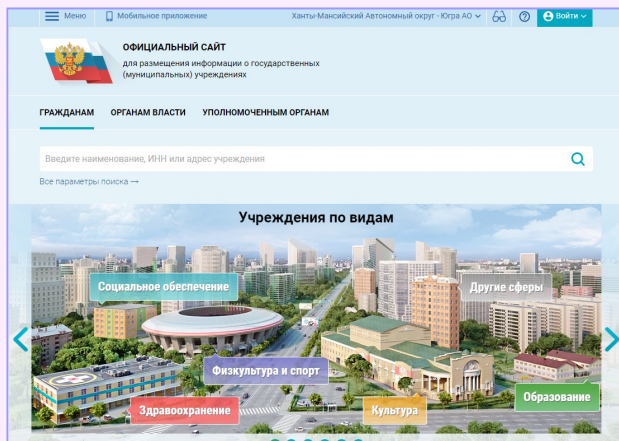 Меню
Мобильное приложение
Ханты-Мансийский Автономный округ - Югра АО
Войти
ОФИЦИАЛЬНЫЙ САЙТ
для размещения информации о государственных
(муниципальных) учреждениях
ГРАЖДАНАМ
ОРГАНАМ ВЛАСТИ
УПОЛНОМОЧЕННЫМ ОРГАНАМ
Введите наименование, ИНН или адрес учреждения
Все параметры поиска →
Учреждения по видам
Социальное обеспечение
Другие сферы
Физкультура и спорт
Образование
Здравоохранение
Культура